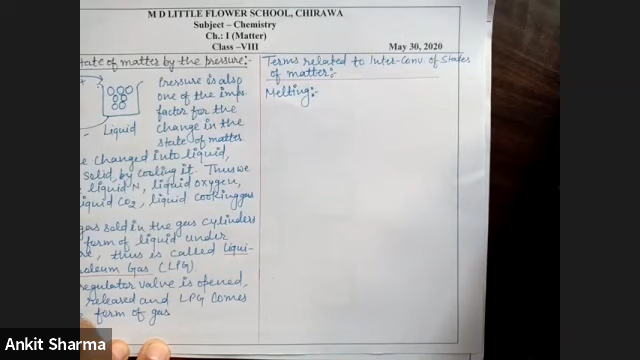 M D LITTLE FLOWER SCHOOL, CHIRAWA
Subject – Chemistry
Ch.: I (Matter)
Class –VIII
May 30, 2020
state of matter by the pressure:-
Pressure is also
one of the imp.
factor for the
change in the
state of matter
Liquid
changed into liquid,
solid, by cooling it. Thus we
liquid N, liquid oxygen,
liquid CO2, liquid cooking gas
gas sold in the gas cylinders
form of liquid under
, thus is called Liqui-
Gas (LPG)
regulator valve is opened,
released and LPG comes
form of gas
Terms related to Inter-Conv. of States
of matter:-
Melting:-
Ankit Sharma